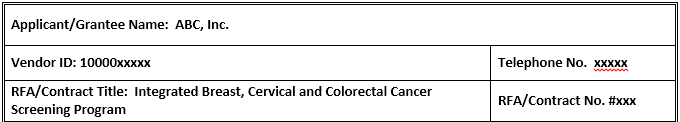 Applicant/Grantee Name:  ABC, Inc.
Vendor ID: 10000xxxxx
Telephone No.  xxxxx
RFA/Contract Title:  Integrated Breast, Cervical and Colorectal Cancer
Screening Program
RFA/Contract No. #xxx